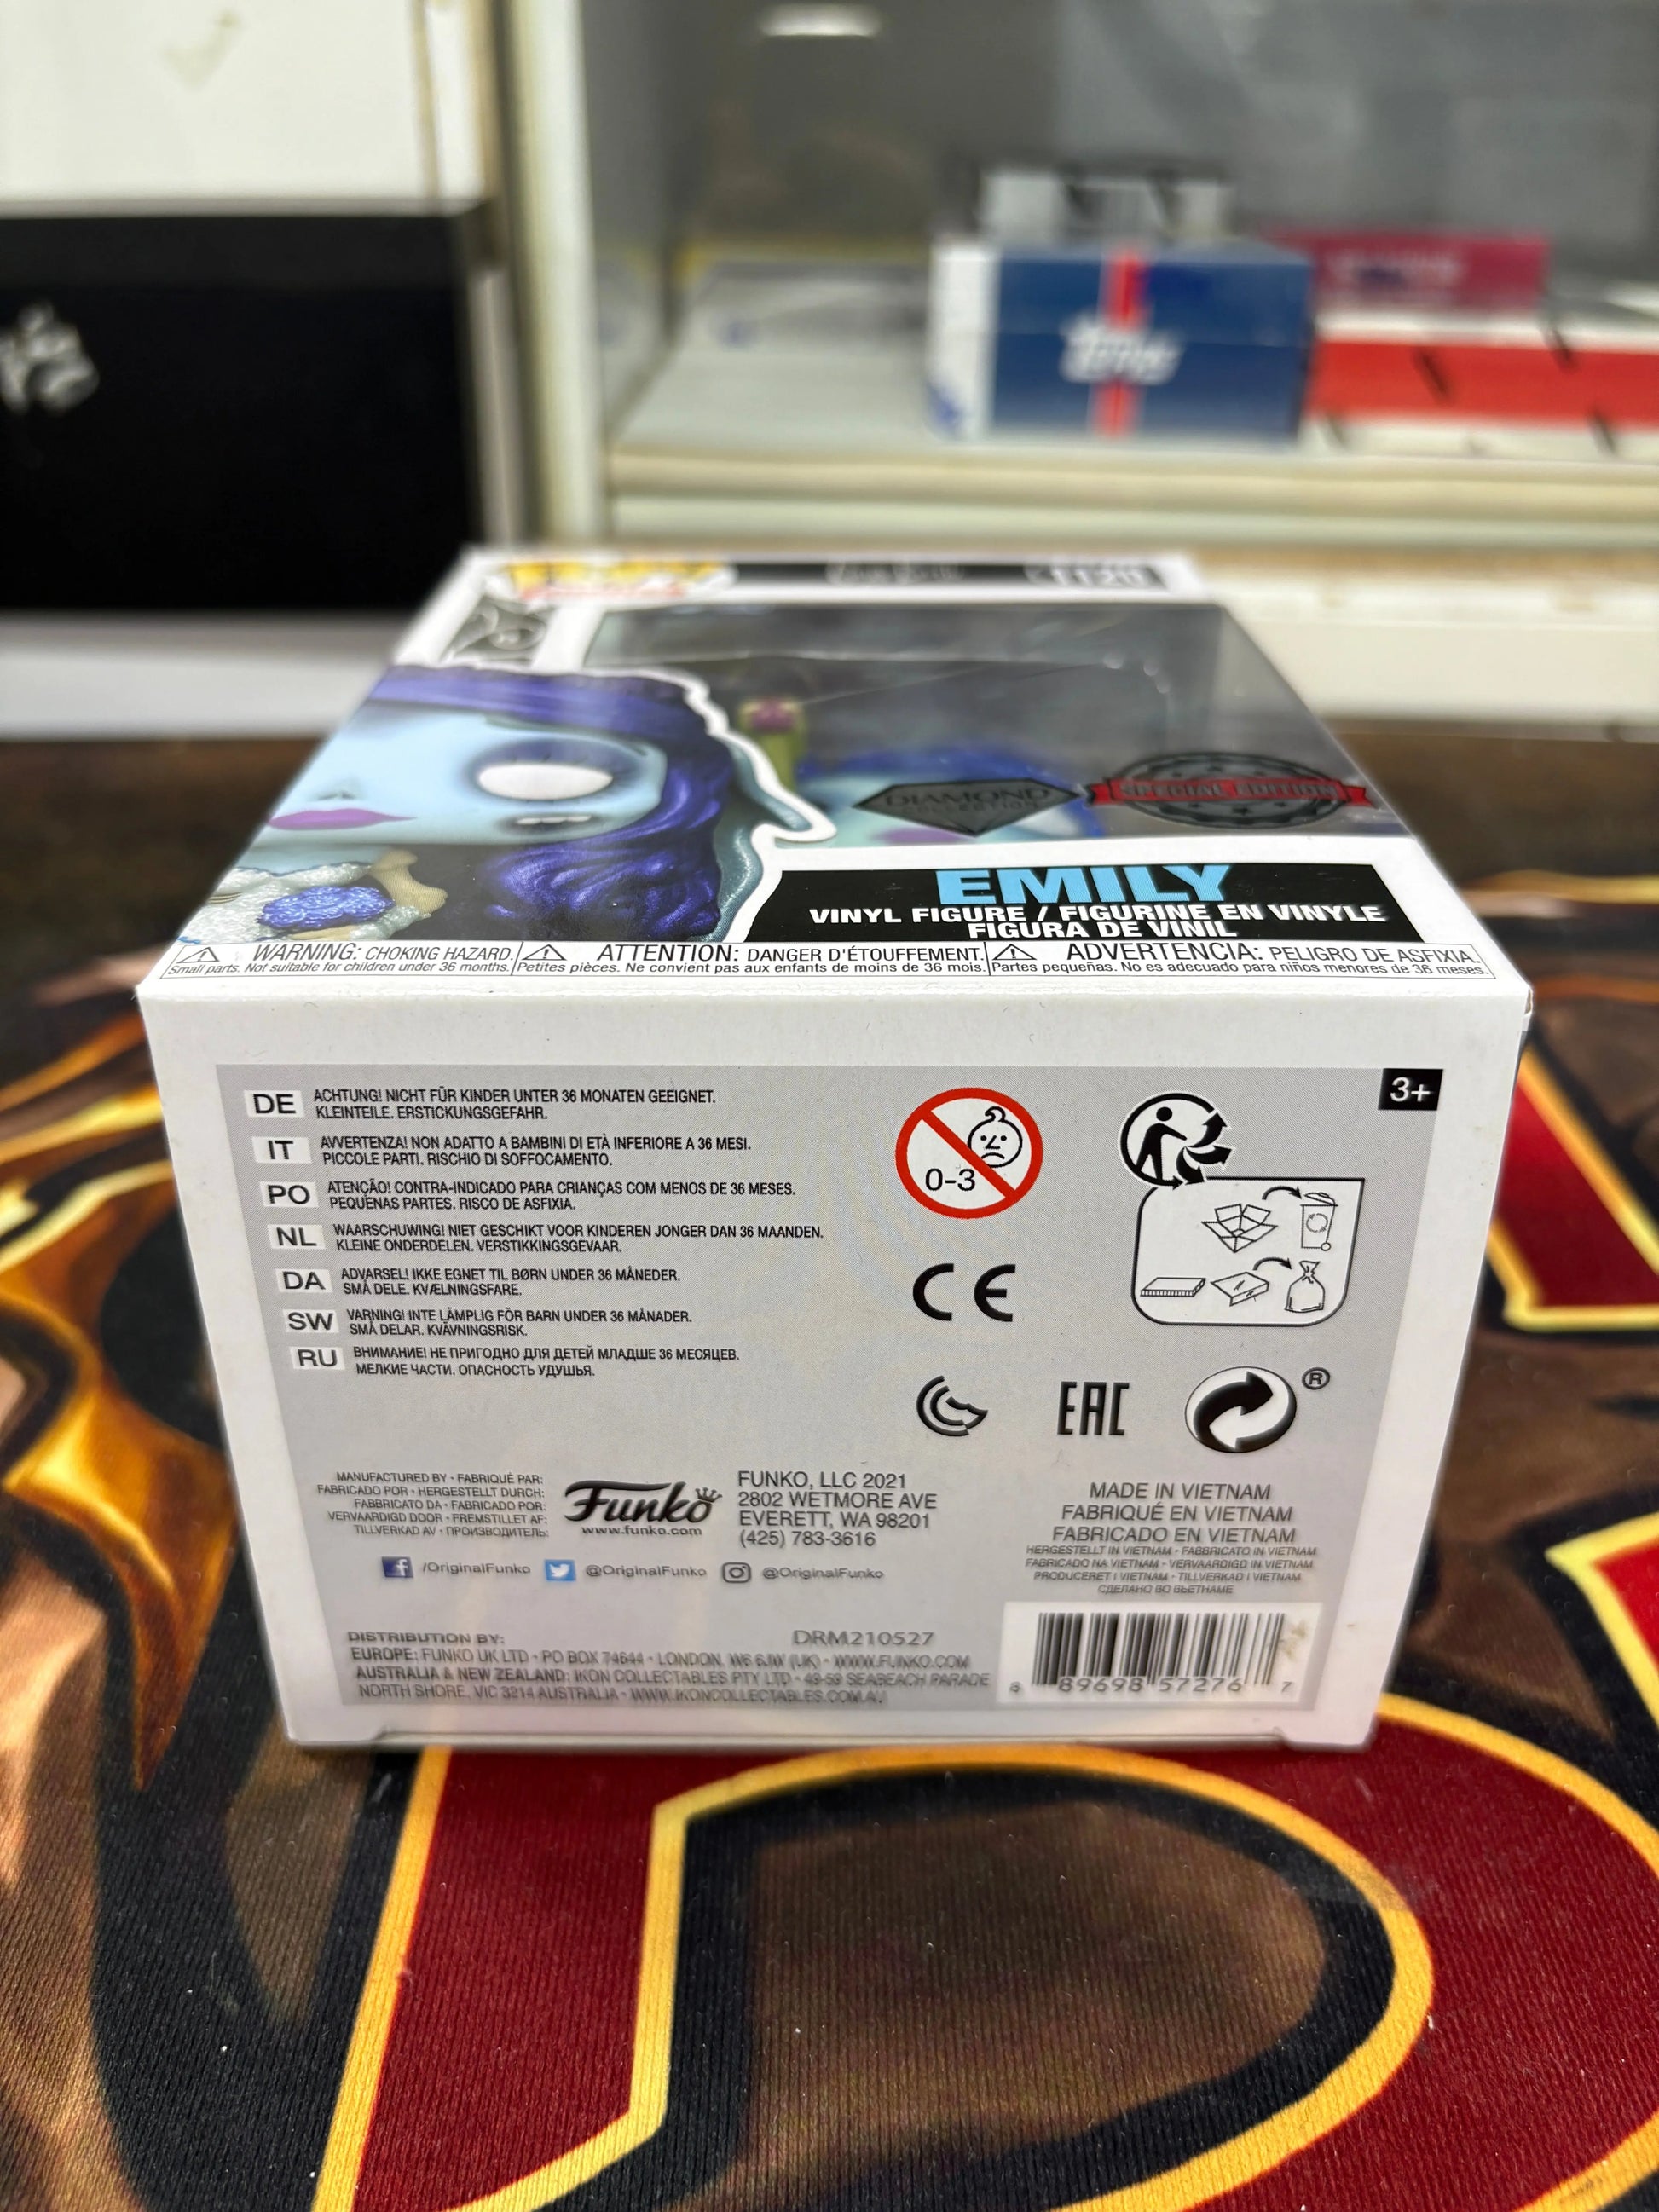 topps
DIAMOND
COLLECTION
SPECIAL EDITION
EMILY
VINYL FIGURE / FIGURINE EN VINYLE
FIGURA DE VINIL
WARNING: CHOKING HAZARD.
Small parts. Not suitable for children under 36 months.
ATTENTION: DANGER D'ÉTOUFFEMENT.
Petites pièces. Ne convient pas aux enfants de moins de 36 mois.
ADVERTENCIA: PELIGRO DE ASFIXIA.
Partes pequeñas. No es adecuado para niños menores de 36 meses.
3+
DE ACHTUNG! NICHT FÜR KINDER UNTER 36 MONATEN GEEIGNET.
KLEINTEILE. ERSTICKUNGSGEFAHR.
IT AVVERTENZA! NON ADATTO A BAMBINI DI ETÀ INFERIORE A 36 MESI.
PICCOLE PARTI. RISCHIO DI SOFFOCAMENTO.
PO ATENÇÃO! CONTRA-INDICADO PARA CRIANÇAS COM MENOS DE 36 MESES.
PEQUENAS PARTES. RISCO DE ASFIXIA.
NL WAARSCHUWING! NIET GESCHIKT VOOR KINDEREN JONGER DAN 36 MAANDEN.
KLEINE ONDERDELEN. VERSTIKKINGSGEVAAR.
DA ADVARSEL! IKKE EGNET TIL BØRN UNDER 36 MÅNEDER.
SMÅ DELE. KVÆLNINGSFARE.
SW VARNING! INTE LÄMPLIG FÖR BARN UNDER 36 MÅNADER.
SMÅ DELAR. KVÄVNINGSRISK.
RU ВНИМАНИЕ! НЕ ПРИГОДНО ДЛЯ ДЕТЕЙ МЛАДШЕ 36 МЕСЯЦЕВ.
МЕЛКИЕ ЧАСТИ. ОПАСНОСТЬ УДУШЬЯ.
0-3
CE
EAC
®
MANUFACTURED BY • FABRIQUÉ PAR:
FABRICADO POR • HERGESTELLT DURCH:
FABBRICATO DA • FABRICADO POR:
VERVAARDIGD DOOR • FREMSTILLET AF:
TILLVERKAD AV • ПРОИЗВОДИТЕЛЬ:
Funko
www.funko.com
FUNKO, LLC 2021
2802 WETMORE AVE
EVERETT, WA 98201
(425) 783-3616
/OriginalFunko @OriginalFunko @OriginalFunko
MADE IN VIETNAM
FABRIQUÉ EN VIETNAM
FABRICADO EN VIETNAM
HERGESTELLT IN VIETNAM • FABBRICATO IN VIETNAM
FABRICADO NA VIETNAM • VERVAARDIGD IN VIETNAM
PRODUCERET I VIETNAM • TILLVERKAD I VIETNAM
СДЕЛАНО ВО ВЬЕТНАМЕ
DISTRIBUTION BY: DRM210527
EUROPE: FUNKO UK LTD • PO BOX 74644 • LONDON, W6 6JW (UK) • WWW.FUNKO.COM
AUSTRALIA & NEW ZEALAND: IKON COLLECTABLES PTY LTD • 49-59 SEABEACH PARADE
NORTH SHORE, VIC 3214 AUSTRALIA • WWW.IKONCOLLECTABLES.COM.AU
8 89698 57276 7